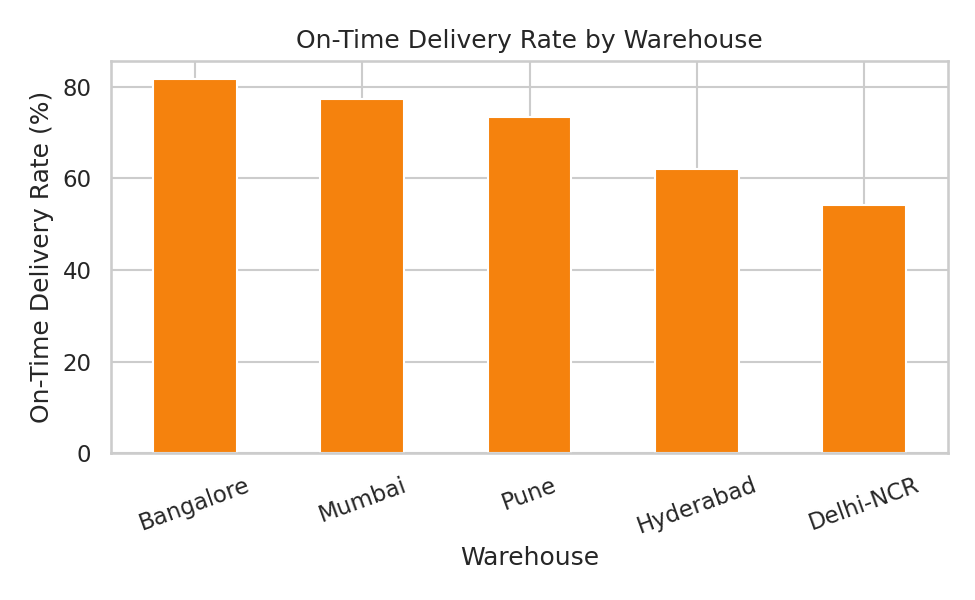 On-Time Delivery Rate by Warehouse
On-Time Delivery Rate (%)
80
60
40
20
0
Bangalore
Mumbai
Pune
Hyderabad
Delhi-NCR
Warehouse